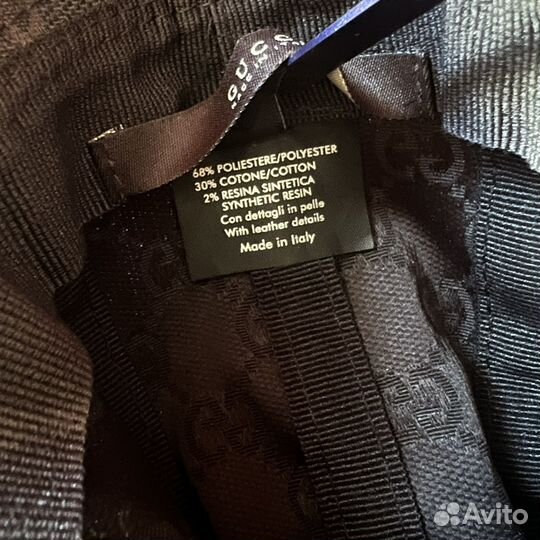 GUCCI
68% POLIESTERE/POLYESTER
30% COTONE/COTTON
2% RESINA SINTETICA
SYNTHETIC RESIN
Con dettagli in pelle
With leather details
Made in Italy
Avito